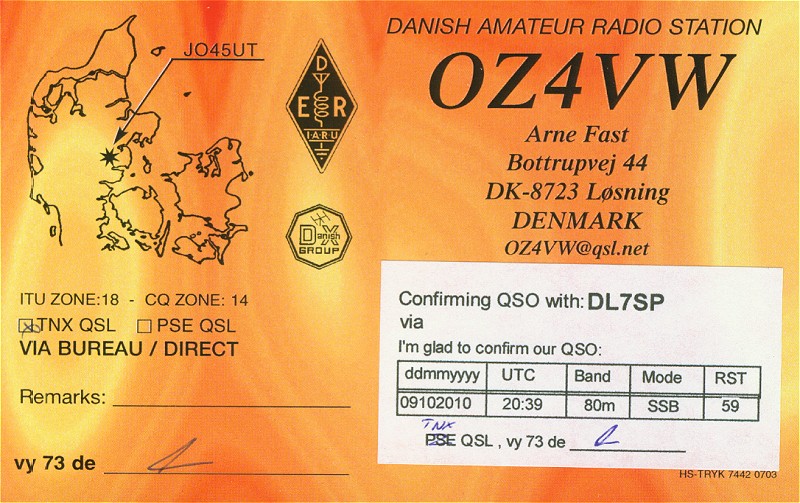 JO45UT
D
E R
I.A.R.U
Danish
DX
GROUP
DANISH AMATEUR RADIO STATION
OZ4VW
Arne Fast
Bottrupvej 44
DK-8723 Løsning
DENMARK
OZ4VW@qsl.net
ITU ZONE:18 - CQ ZONE: 14
TNX QSL PSE QSL
VIA BUREAU / DIRECT
Remarks:
vy 73 de
Confirming QSO with: DL7SP
via
I'm glad to confirm our QSO:
ddmmyyyy UTC Band Mode RST
09102010 20:39 80m SSB 59
TNX
PSE QSL , vy 73 de
HS-TRYK 7442 0703